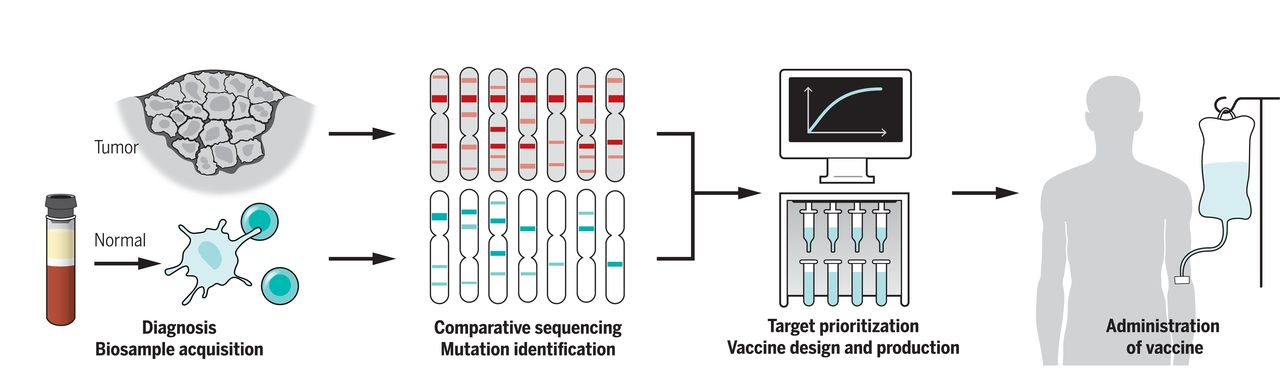 Tumor
Normal
Diagnosis
Biosample acquisition
Comparative sequencing
Mutation identification
Target prioritization
Vaccine design and production
Administration
of vaccine